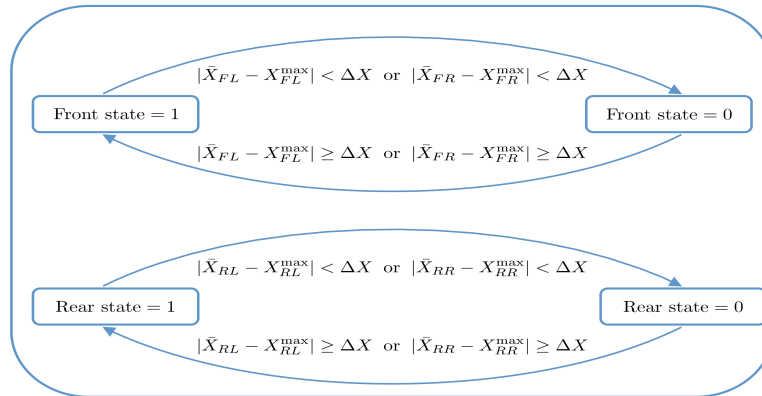 |X̄_FL − X_FL^max| < ΔX or |X̄_FR − X_FR^max| < ΔX
Front state = 1
Front state = 0
|X̄_FL − X_FL^max| ≥ ΔX or |X̄_FR − X_FR^max| ≥ ΔX
|X̄_RL − X_RL^max| < ΔX or |X̄_RR − X_RR^max| < ΔX
Rear state = 1
Rear state = 0
|X̄_RL − X_RL^max| ≥ ΔX or |X̄_RR − X_RR^max| ≥ ΔX